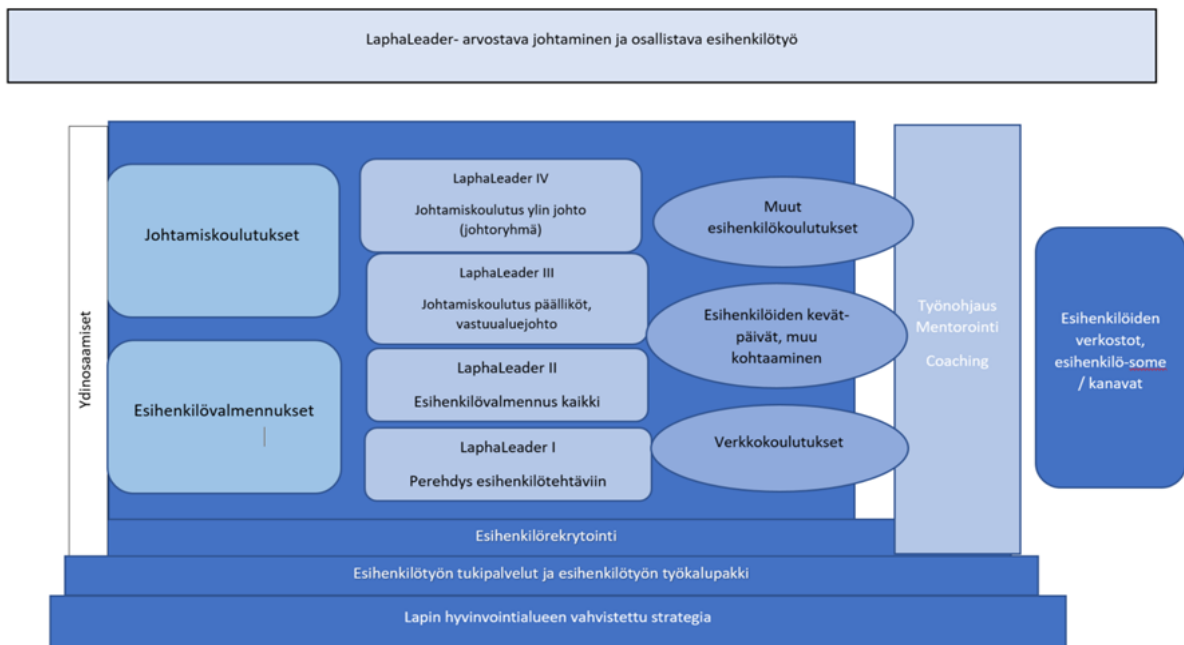 LaphaLeader- arvostava johtaminen ja osallistava esihenkilötyö
Ydinosaamiset
Johtamiskoulutukset
Esihenkilövalmennukset
LaphaLeader IV
Johtamiskoulutus ylin johto
(johtoryhmä)
LaphaLeader III
Johtamiskoulutus päälliköt,
vastuualuejohto
LaphaLeader II
Esihenkilövalmennus kaikki
LaphaLeader I
Perehdys esihenkilötehtäviin
Muut
esihenkilökoulutukset
Esihenkilöiden kevät-
päivät, muu
kohtaaminen
Verkkokoulutukset
Työnohjaus
Mentorointi
Coaching
Esihenkilöiden
verkostot,
esihenkilö-some
/ kanavat
Esihenkilörekrytointi
Esihenkilötyön tukipalvelut ja esihenkilötyön työkalupakki
Lapin hyvinvointialueen vahvistettu strategia